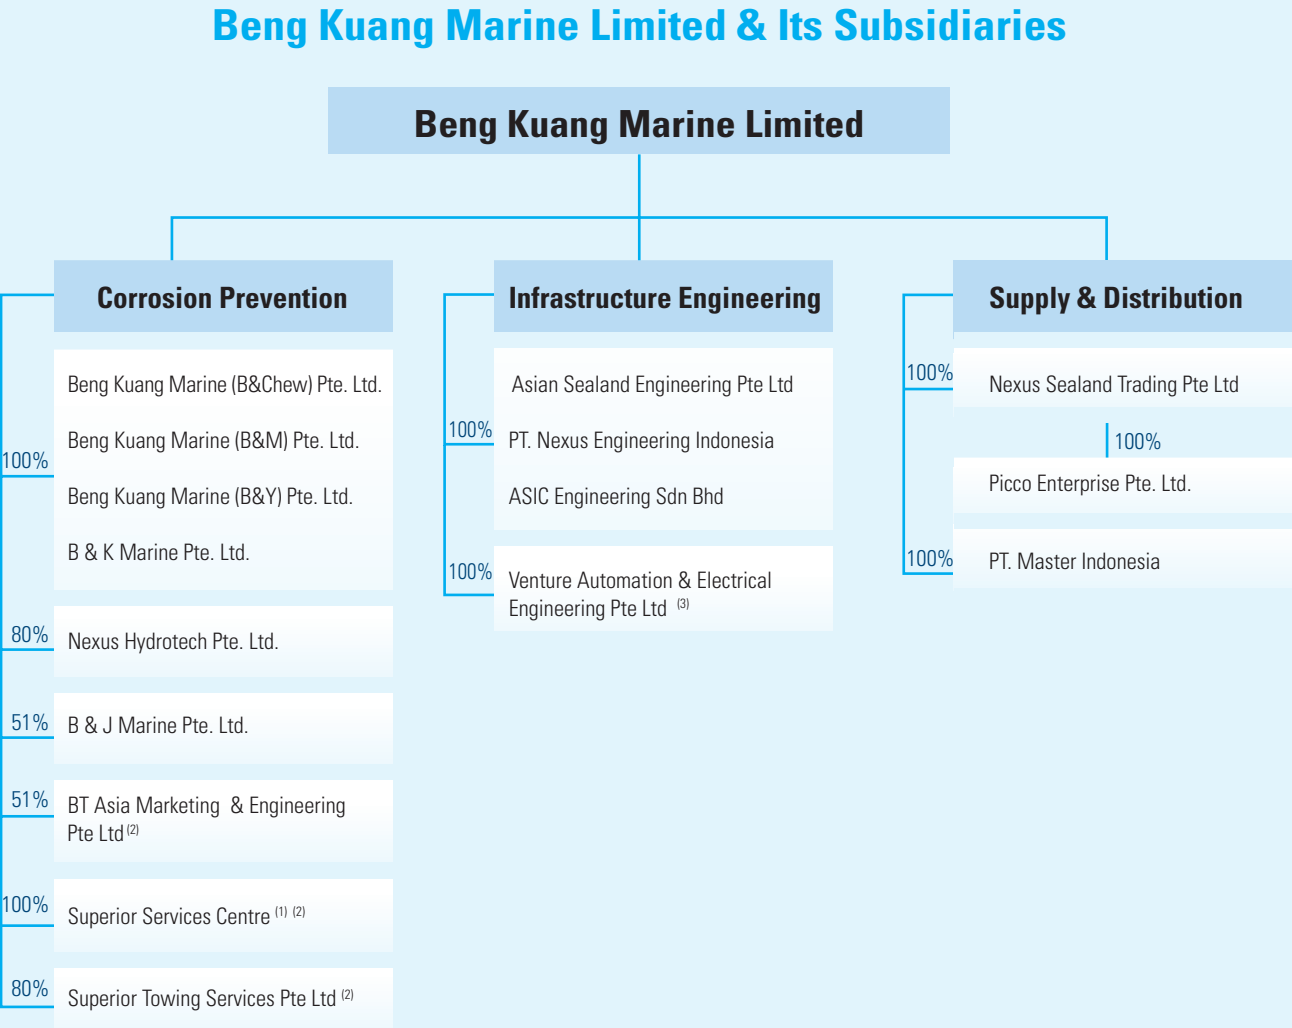 Beng Kuang Marine Limited & Its Subsidiaries
Beng Kuang Marine Limited
Corrosion Prevention
100%
Beng Kuang Marine (B&Chew) Pte. Ltd.
Beng Kuang Marine (B&M) Pte. Ltd.
Beng Kuang Marine (B&Y) Pte. Ltd.
B & K Marine Pte. Ltd.
80%
Nexus Hydrotech Pte. Ltd.
51%
B & J Marine Pte. Ltd.
51%
BT Asia Marketing & Engineering
Pte Ltd (2)
100%
Superior Services Centre (1) (2)
80%
Superior Towing Services Pte Ltd (2)
Infrastructure Engineering
100%
Asian Sealand Engineering Pte Ltd
PT. Nexus Engineering Indonesia
ASIC Engineering Sdn Bhd
100%
Venture Automation & Electrical
Engineering Pte Ltd (3)
Supply & Distribution
100%
Nexus Sealand Trading Pte Ltd
100%
Picco Enterprise Pte. Ltd.
100%
PT. Master Indonesia